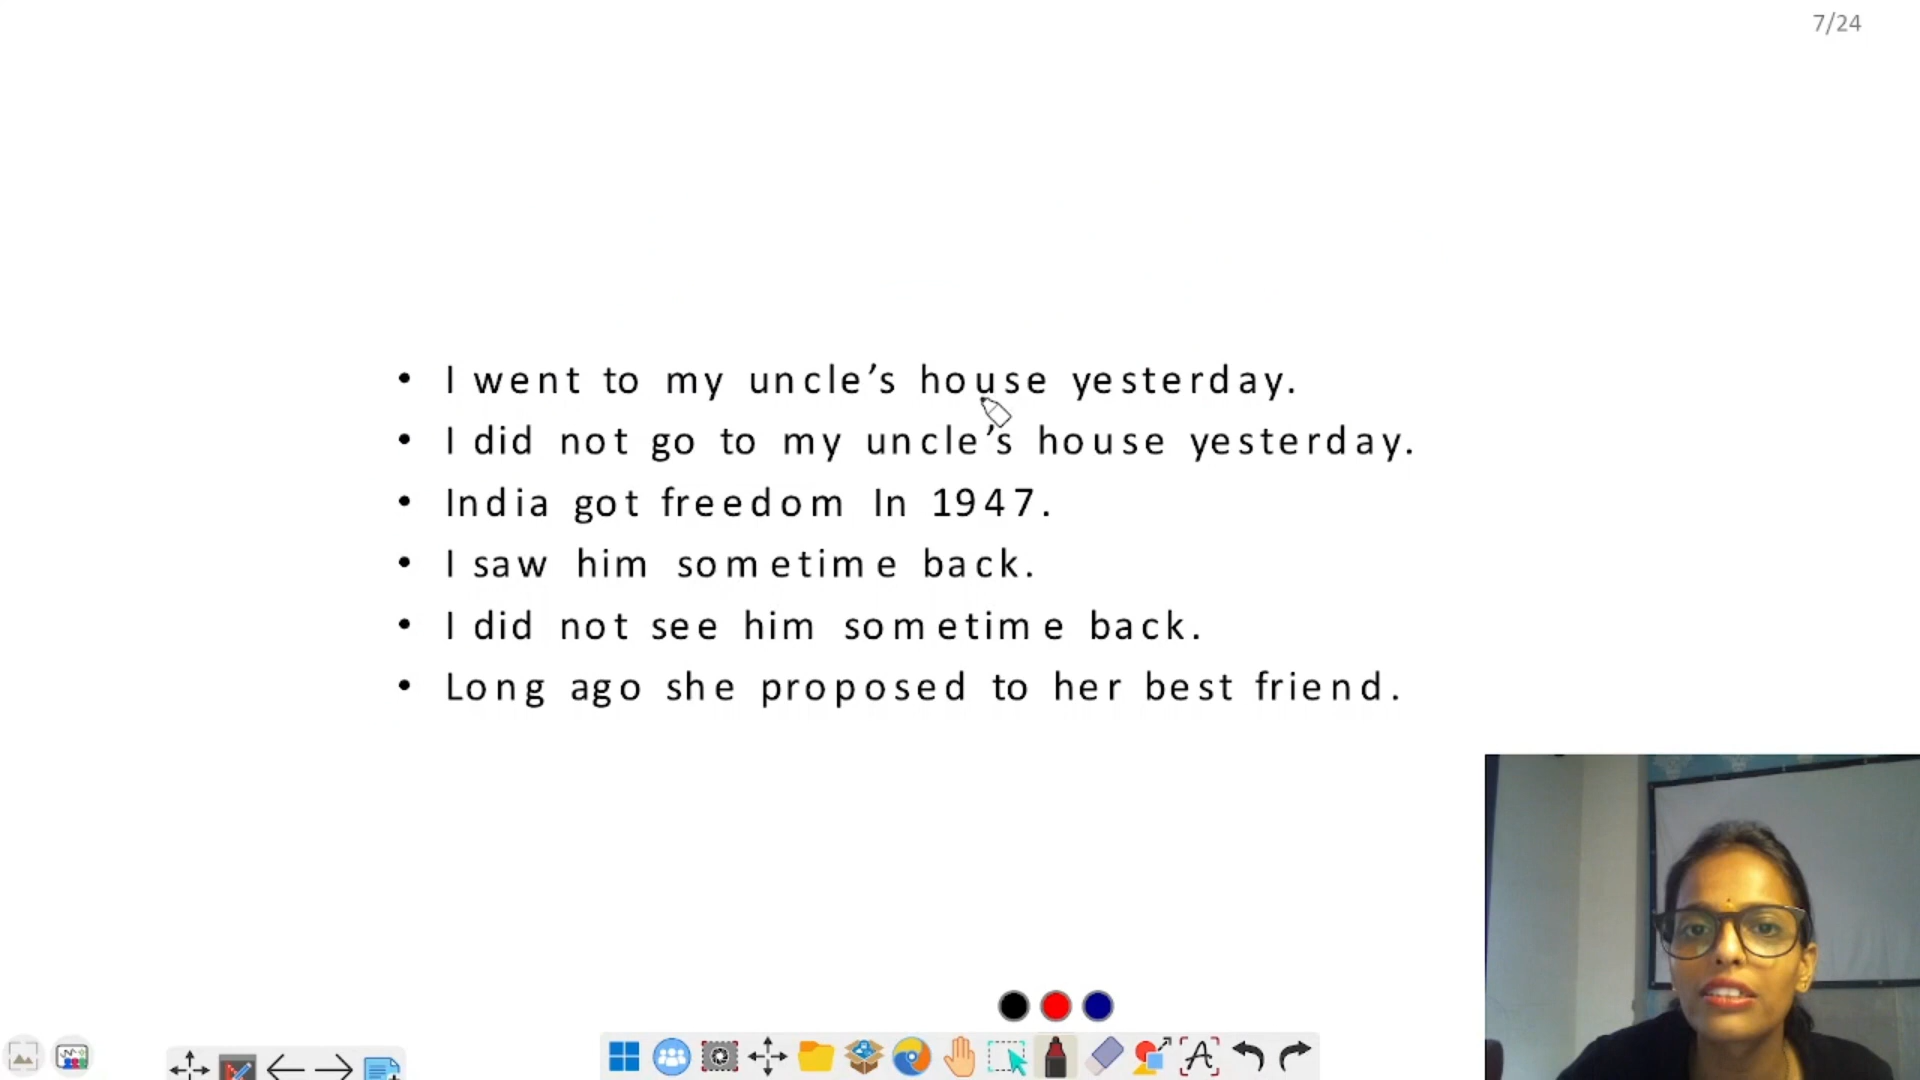 7/24
• I went to my uncle’s house yesterday.
• I did not go to my uncle’s house yesterday.
• India got freedom In 1947.
• I saw him sometime back.
• I did not see him sometime back.
• Long ago she proposed to her best friend.